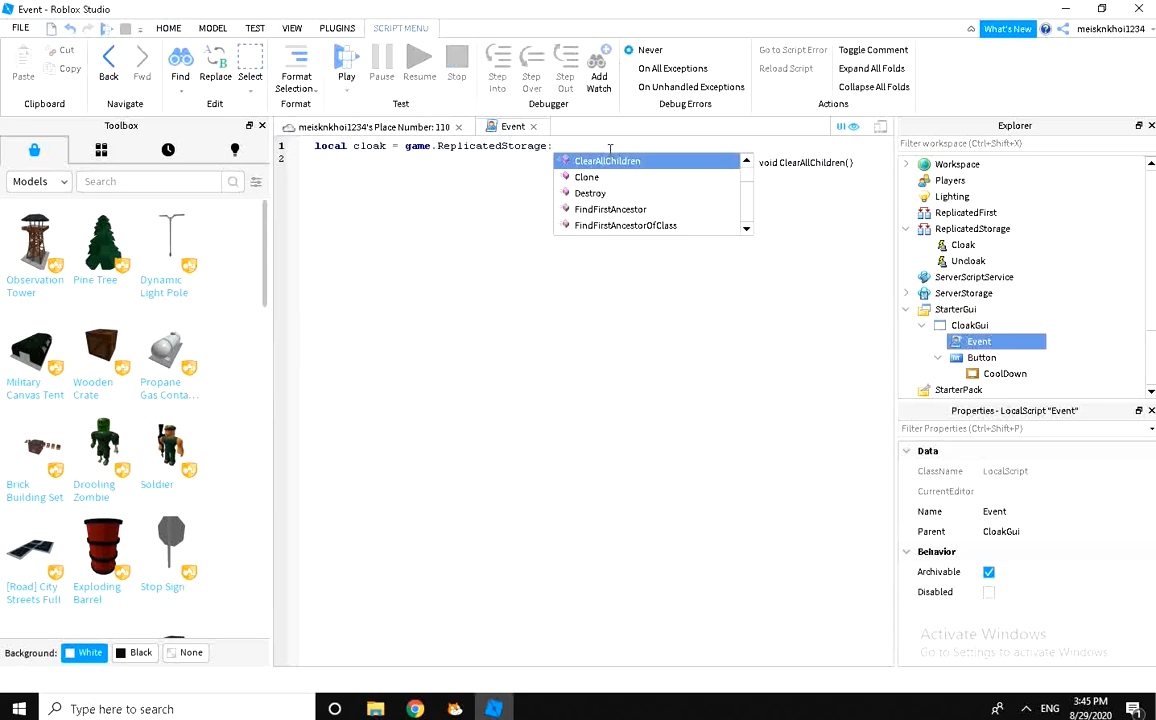 Event - Roblox Studio
FILE HOME MODEL TEST VIEW PLUGINS SCRIPT MENU What's New meisknkhoi1234
Paste Cut Copy
Back Fwd
Find Replace Select
Format Selection
Play Pause Resume Stop
Step Into Step Over Step Out Add Watch
Never
On All Exceptions
On Unhandled Exceptions
Go to Script Error
Reload Script
Toggle Comment
Expand All Folds
Collapse All Folds
Clipboard Navigate Edit Format Test Debugger Debug Errors Actions
Toolbox
Models Search
Observation Tower
Pine Tree
Dynamic Light Pole
Military Canvas Tent
Wooden Crate
Propane Gas Conta...
Brick Building Set
Drooling Zombie
Soldier
[Road] City Streets Full
Exploding Barrel
Stop Sign
Background: White Black None
meisknkhoi1234's Place Number: 110 Event UI
1 local cloak = game.ReplicatedStorage:
2
ClearAllChildren
Clone
Destroy
FindFirstAncestor
FindFirstAncestorOfClass
void ClearAllChildren()
Explorer
Filter workspace (Ctrl+Shift+X)
Workspace
Players
Lighting
ReplicatedFirst
ReplicatedStorage
Cloak
Uncloak
ServerScriptService
ServerStorage
StarterGui
CloakGui
Event
Button
CoolDown
StarterPack
Properties - LocalScript "Event"
Filter Properties (Ctrl+Shift+P)
Data
ClassName LocalScript
CurrentEditor
Name Event
Parent CloakGui
Behavior
Archivable
Disabled
Activate Windows
Go to Settings to activate Windows
Type here to search
ENG
3:45 PM
8/29/2020